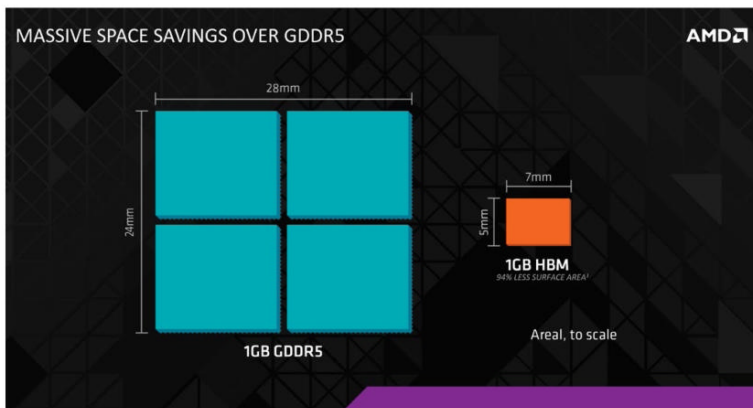 MASSIVE SPACE SAVINGS OVER GDDR5
AMD
28mm
24mm
1GB GDDR5
7mm
5mm
1GB HBM
94% LESS SURFACE AREA¹
Areal, to scale